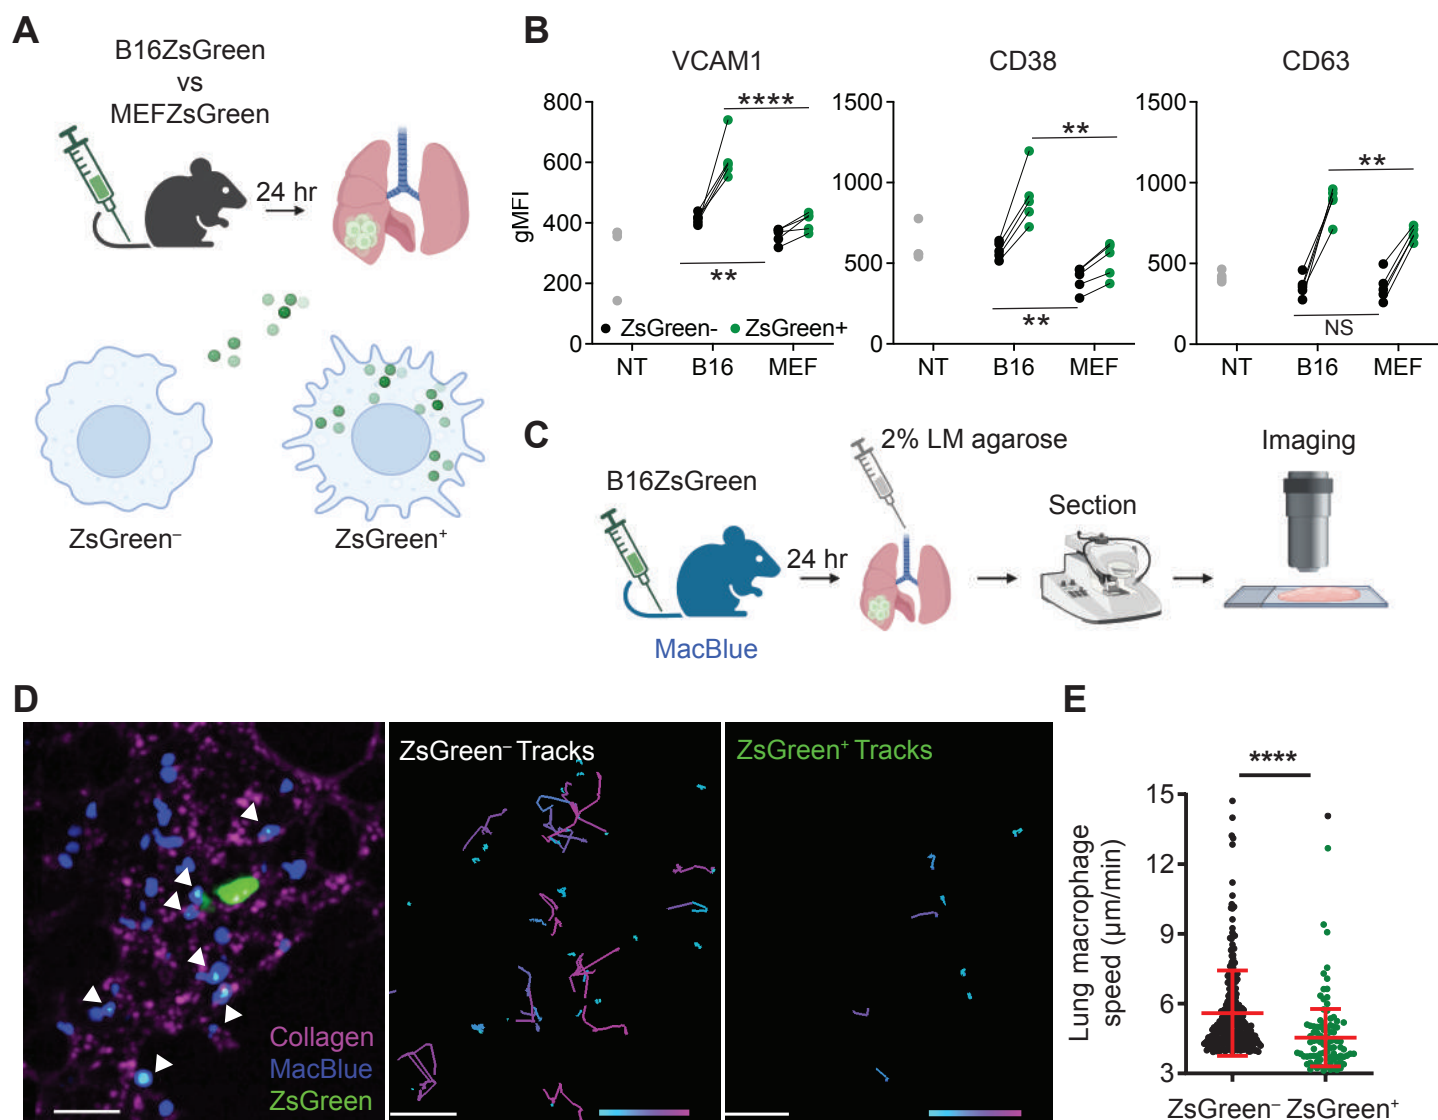 A
B16ZsGreen
vs
MEFZsGreen
24 hr
ZsGreen⁻
ZsGreen⁺
B
VCAM1
CD38
CD63
gMFI
800
600
400
200
0
****
**
ZsGreen-
ZsGreen+
NT
B16
MEF
1500
1000
500
0
**
**
NT
B16
MEF
1500
1000
500
0
**
NS
NT
B16
MEF
C
B16ZsGreen
MacBlue
24 hr
2% LM agarose
Section
Imaging
D
Collagen
MacBlue
ZsGreen
ZsGreen⁻ Tracks
ZsGreen⁺ Tracks
E
****
Lung macrophage
speed (µm/min)
15
12
9
6
3
ZsGreen⁻
ZsGreen⁺